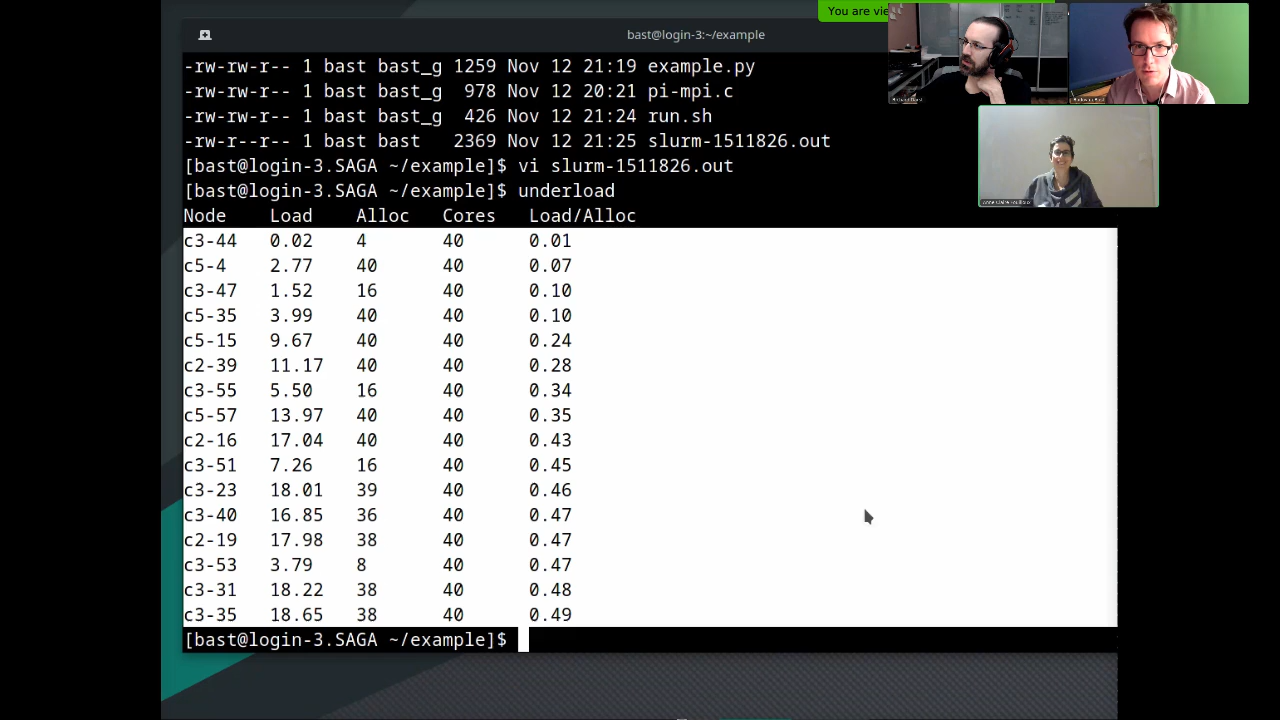 You are vie
bast@login-3:~/example
-rw-rw-r-- 1 bast bast_g 1259 Nov 12 21:19 example.py
-rw-rw-r-- 1 bast bast_g  978 Nov 12 20:21 pi-mpi.c
-rw-rw-r-- 1 bast bast_g  426 Nov 12 21:24 run.sh
-rw-r--r-- 1 bast bast   2369 Nov 12 21:25 slurm-1511826.out
[bast@login-3.SAGA ~/example]$ vi slurm-1511826.out
[bast@login-3.SAGA ~/example]$ underload
Node    Load    Alloc   Cores   Load/Alloc
c3-44   0.02    4       40      0.01
c5-4    2.77    40      40      0.07
c3-47   1.52    16      40      0.10
c5-35   3.99    40      40      0.10
c5-15   9.67    40      40      0.24
c2-39   11.17   40      40      0.28
c3-55   5.50    16      40      0.34
c5-57   13.97   40      40      0.35
c2-16   17.04   40      40      0.43
c3-51   7.26    16      40      0.45
c3-23   18.01   39      40      0.46
c3-40   16.85   36      40      0.47
c2-19   17.98   38      40      0.47
c3-53   3.79    8       40      0.47
c3-31   18.22   38      40      0.48
c3-35   18.65   38      40      0.49
[bast@login-3.SAGA ~/example]$